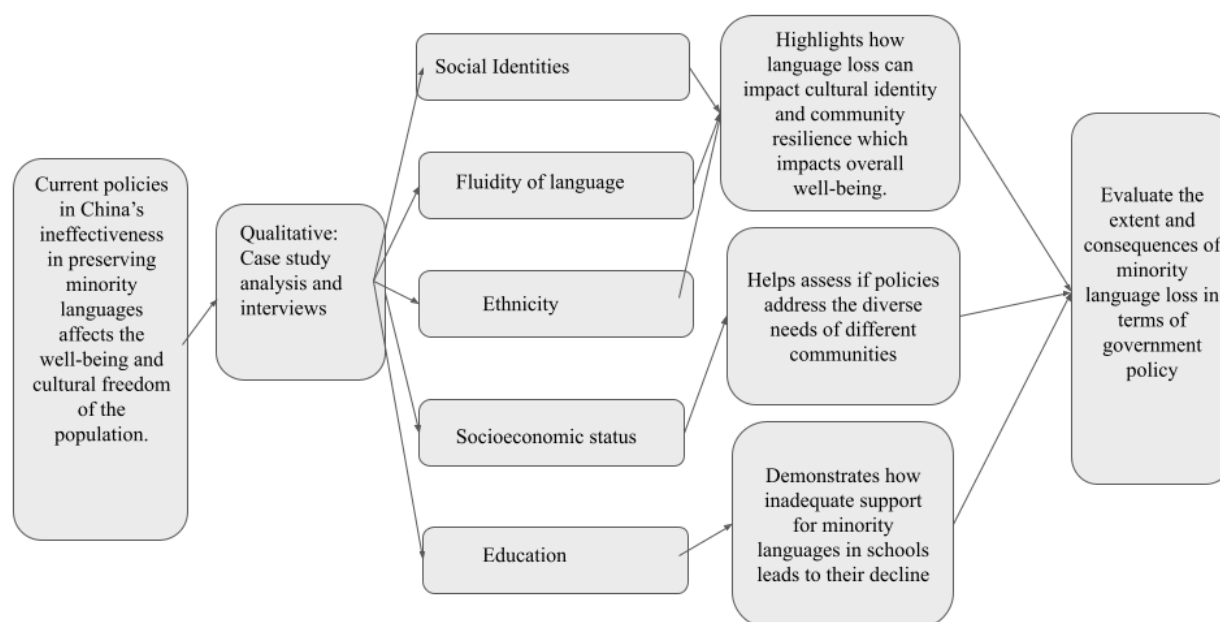 Current policies
in China's
ineffectiveness
in preserving
minority
languages
affects the
well-being and
cultural freedom
of the
population.
Qualitative:
Case study
analysis and
interviews
Social Identities
Fluidity of language
Ethnicity
Socioeconomic status
Education
Highlights how
language loss can
impact cultural identity
and community
resilience which
impacts overall
well-being.
Helps assess if policies
address the diverse
needs of different
communities
Demonstrates how
inadequate support
for minority
languages in schools
leads to their decline
Evaluate the
extent and
consequences of
minority
language loss in
terms of
government
policy